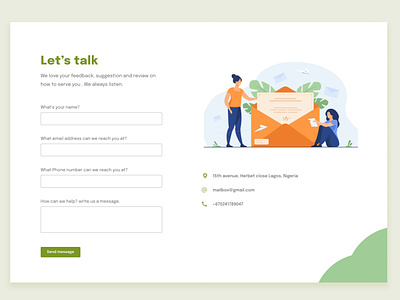 Let's talk
We love your feedback, suggestion and review on
how to serve you . We always listen.
What's your name?
What email address can we reach you at?
What Phone number can we reach you at?
How can we help? write us a message.
Send message
15th avenue, Herbert close Lagos, Nigeria
mailbox@gmail.com
+475241789047